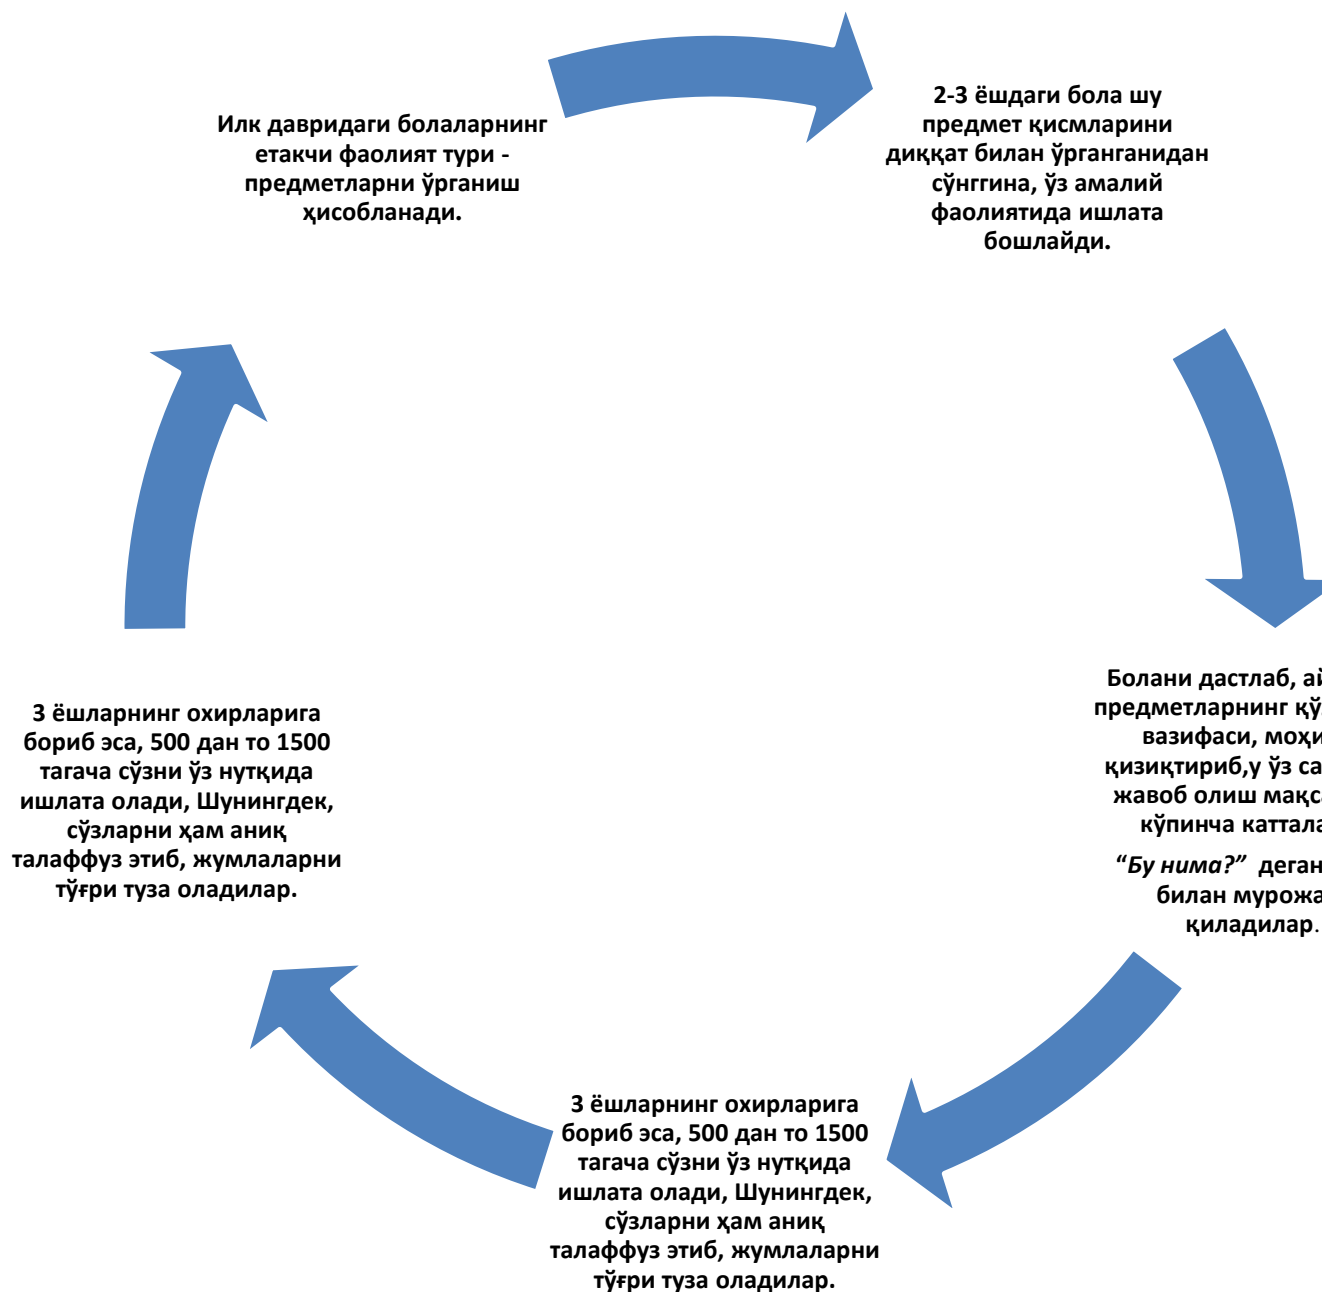 Илк давридаги болаларнинг
етакчи фаолият тури -
предметларни ўрганиш
ҳисобланади.
2-3 ёшдаги бола шу
предмет қисмларини
диққат билан ўрганганидан
сўнггина, ўз амалий
фаолиятида ишлата
бошлайди.
Болани дастлаб,
предметларнинг
вазифаси,
қизиқтириб,у ўз
жавоб олиш
кўпинча
“Бу нима?” деган
билан
қиладилар.
3 ёшларнинг охирларига
бориб эса, 500 дан то 1500
тагача сўзни ўз нутқида
ишлата олади, Шунингдек,
сўзларни ҳам аниқ
талаффуз этиб, жумлаларни
тўғри туза оладилар.
3 ёшларнинг охирларига
бориб эса, 500 дан то 1500
тагача сўзни ўз нутқида
ишлата олади, Шунингдек,
сўзларни ҳам аниқ
талаффуз этиб, жумлаларни
тўғри туза оладилар.